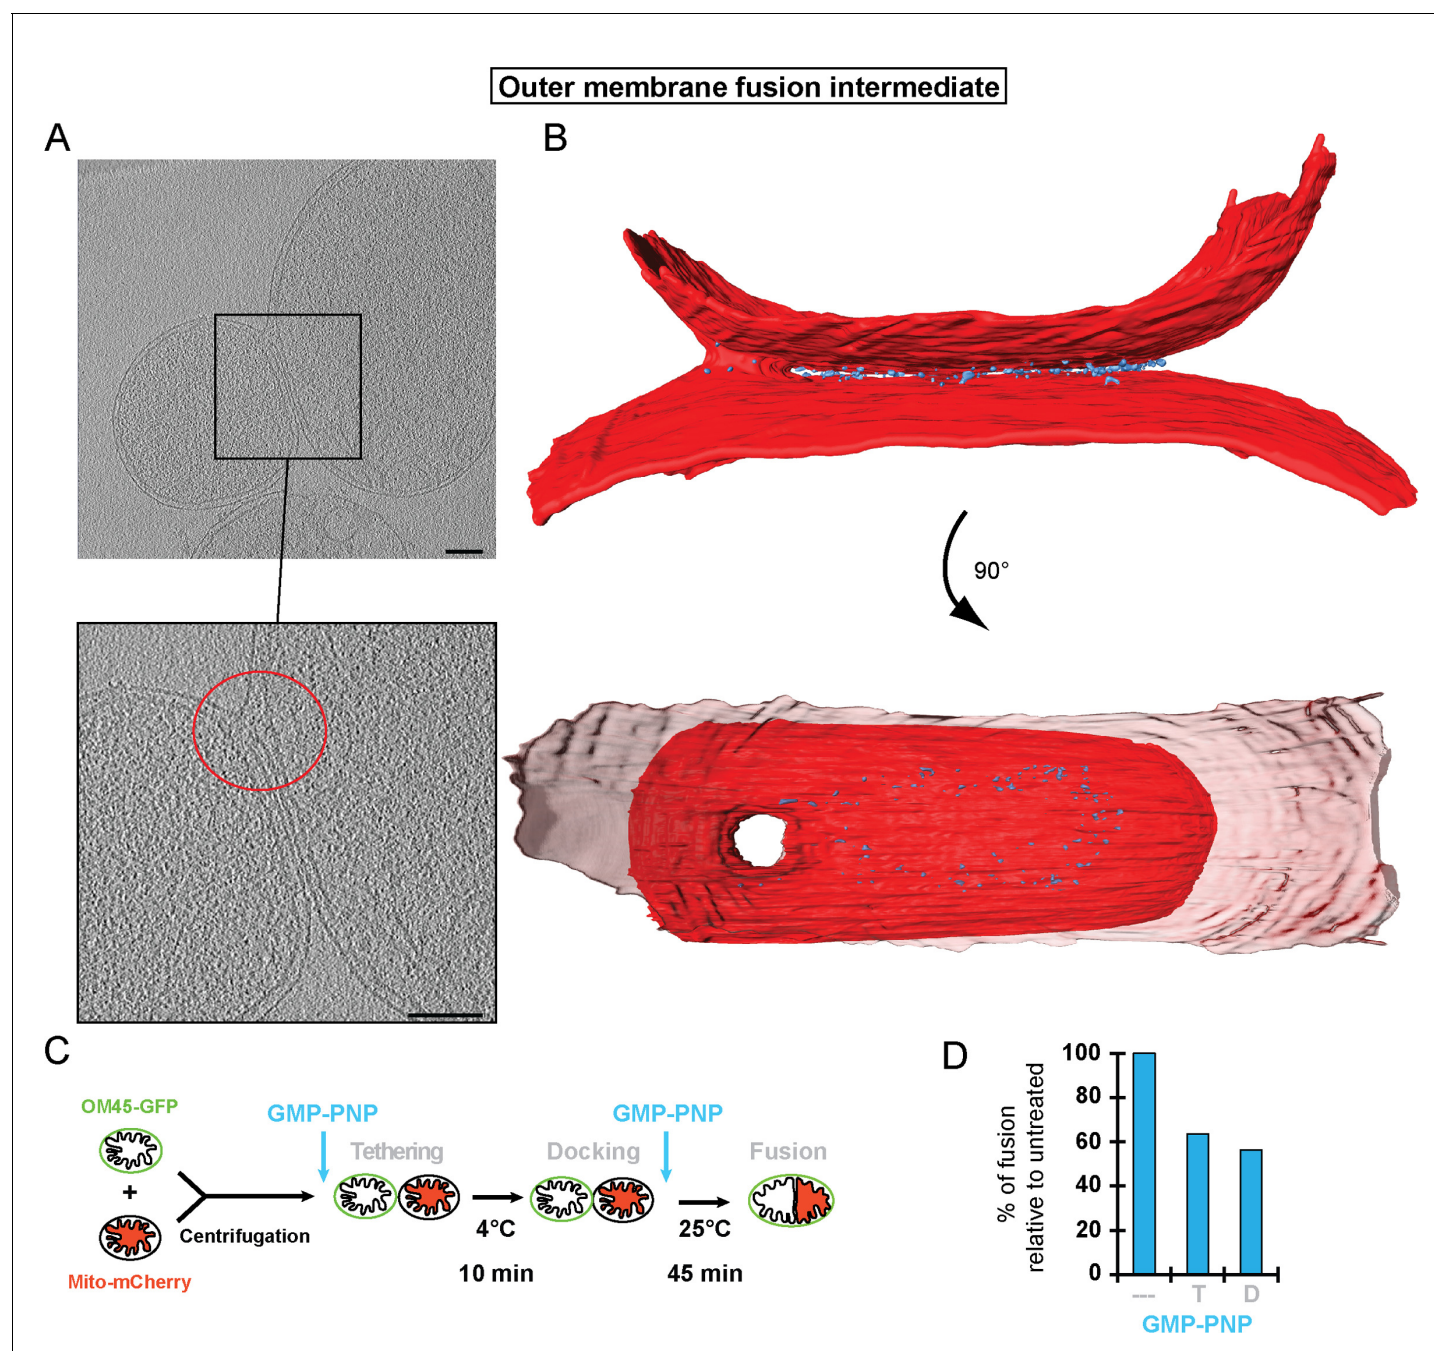 Outer membrane fusion intermediate
A
B
90°
C
OM45-GFP
+
Mito-mCherry
Centrifugation
GMP-PNP
Tethering
4°C
10 min
Docking
GMP-PNP
25°C
45 min
Fusion
D
% of fusion
relative to untreated
100
80
60
40
20
0
---
T
D
GMP-PNP